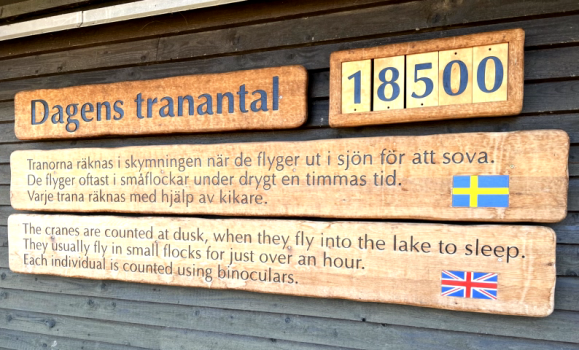 Dagens tranantal
18500
Tranorna räknas i skymningen när de flyger ut i sjön för att sova.
De flyger oftast i småflockar under drygt en timmas tid.
Varje trana räknas med hjälp av kikare.
The cranes are counted at dusk, when they fly into the lake to sleep.
They usually fly in small flocks for just over an hour.
Each individual is counted using binoculars.